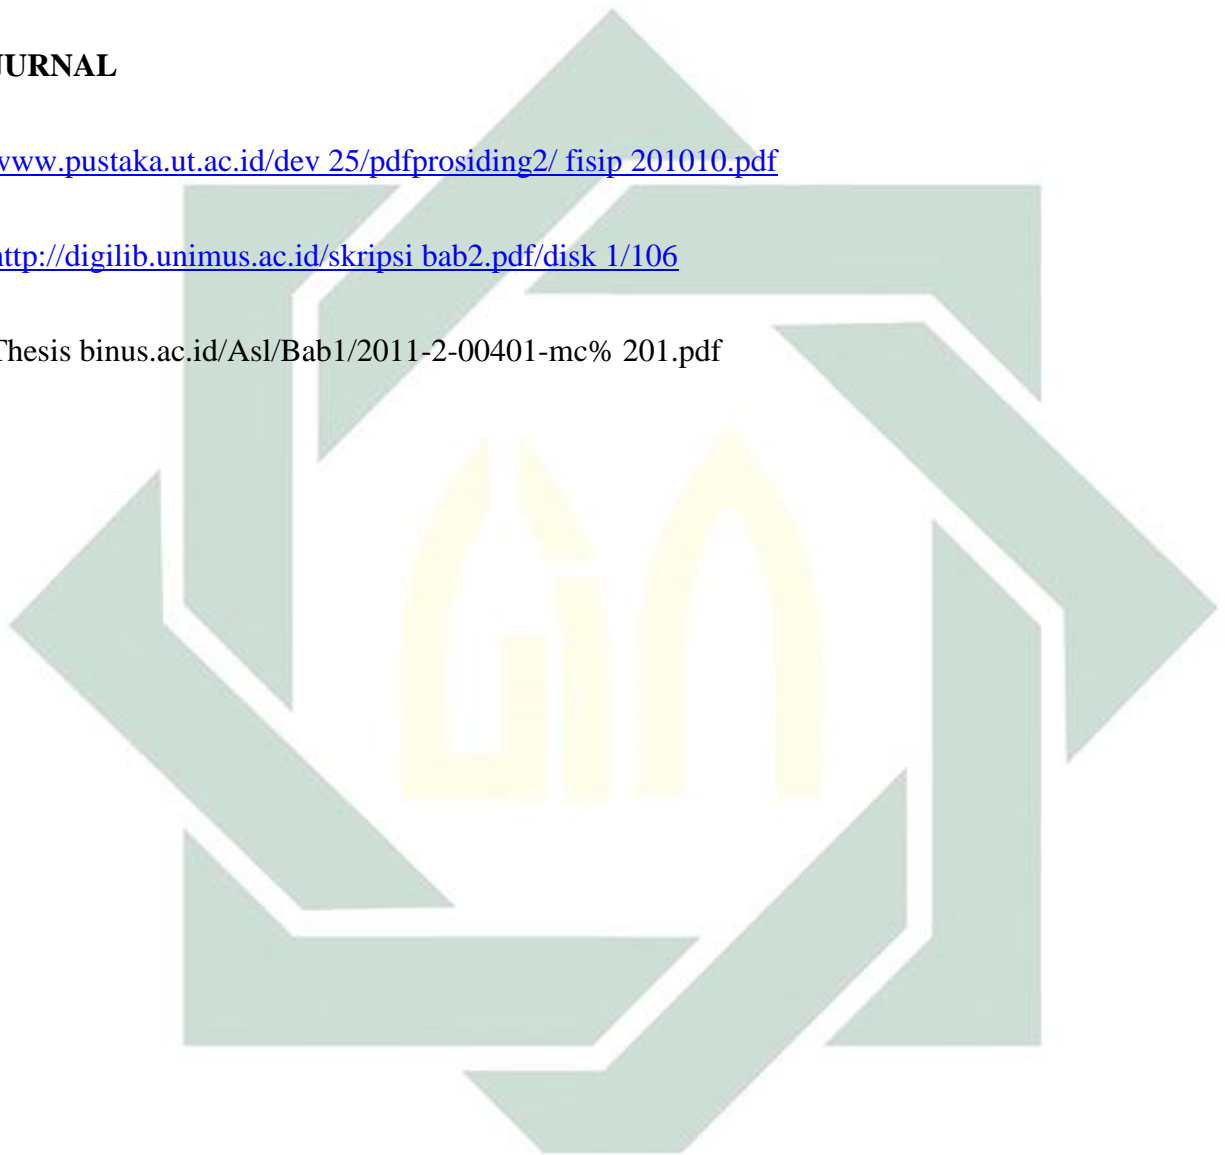 JURNAL
www.pustaka.ut.ac.id/dev 25/pdfprosiding2/ fisip 201010.pdf
http://digilib.unimus.ac.id/skripsi bab2.pdf/disk 1/106
Thesis binus.ac.id/Asl/Bab1/2011-2-00401-mc% 201.pdf